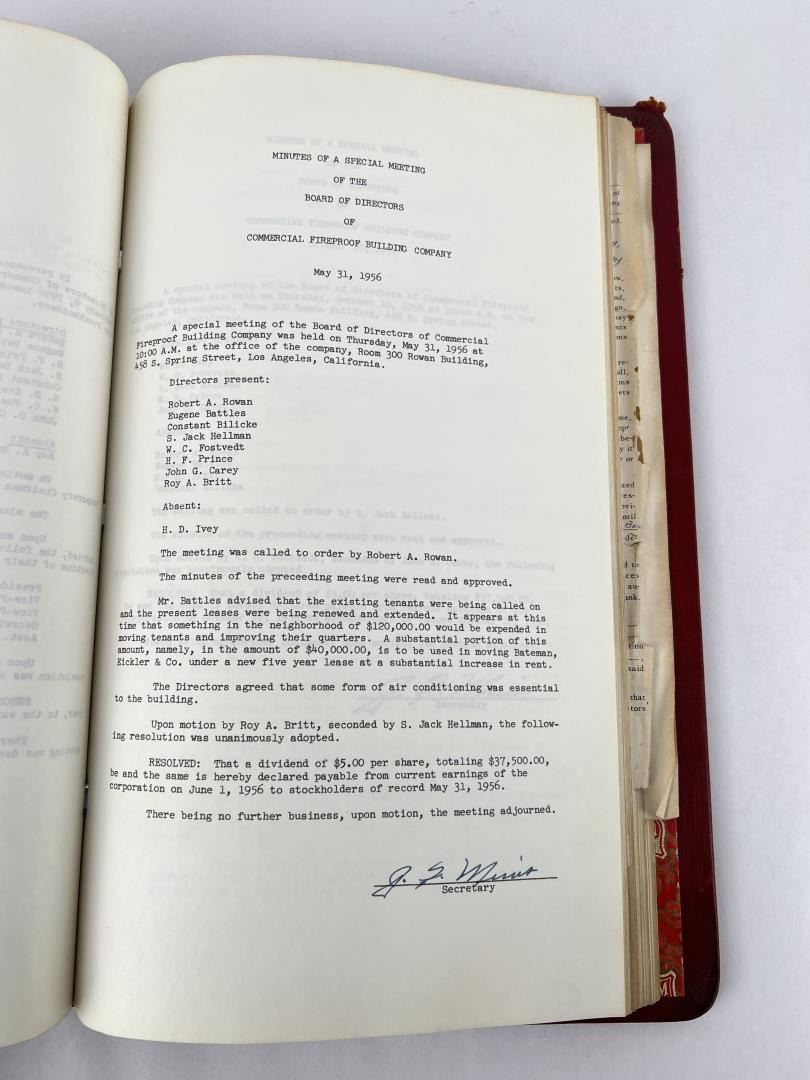 MINUTES OF A SPECIAL MEETING
OF THE
BOARD OF DIRECTORS
OF
COMMERCIAL FIREPROOF BUILDING COMPANY
May 31, 1956
A special meeting of the Board of Directors of Commercial
Fireproof Building Company was held on Thursday, May 31, 1956 at
10:00 A.M. at the office of the company, Room 300 Rowan Building,
458 S. Spring Street, Los Angeles, California.
Directors present:
Robert A. Rowan
Eugene Battles
Constant Bilicke
S. Jack Hellman
W. C. Fostvedt
H. F. Prince
John G. Carey
Roy A. Britt
Absent:
H. D. Ivey
The meeting was called to order by Robert A. Rowan.
The minutes of the preceeding meeting were read and approved.
Mr. Battles advised that the existing tenants were being called on
and the present leases were being renewed and extended. It appears at this
time that something in the neighborhood of $120,000.00 would be expended in
moving tenants and improving their quarters. A substantial portion of this
amount, namely, in the amount of $40,000.00, is to be used in moving Bateman,
Eickler & Co. under a new five year lease at a substantial increase in rent.
The Directors agreed that some form of air conditioning was essential
to the building.
Upon motion by Roy A. Britt, seconded by S. Jack Hellman, the follow-
ing resolution was unanimously adopted.
RESOLVED: That a dividend of $5.00 per share, totaling $37,500.00,
be and the same is hereby declared payable from current earnings of the
corporation on June 1, 1956 to stockholders of record May 31, 1956.
There being no further business, upon motion, the meeting adjourned.
Secretary